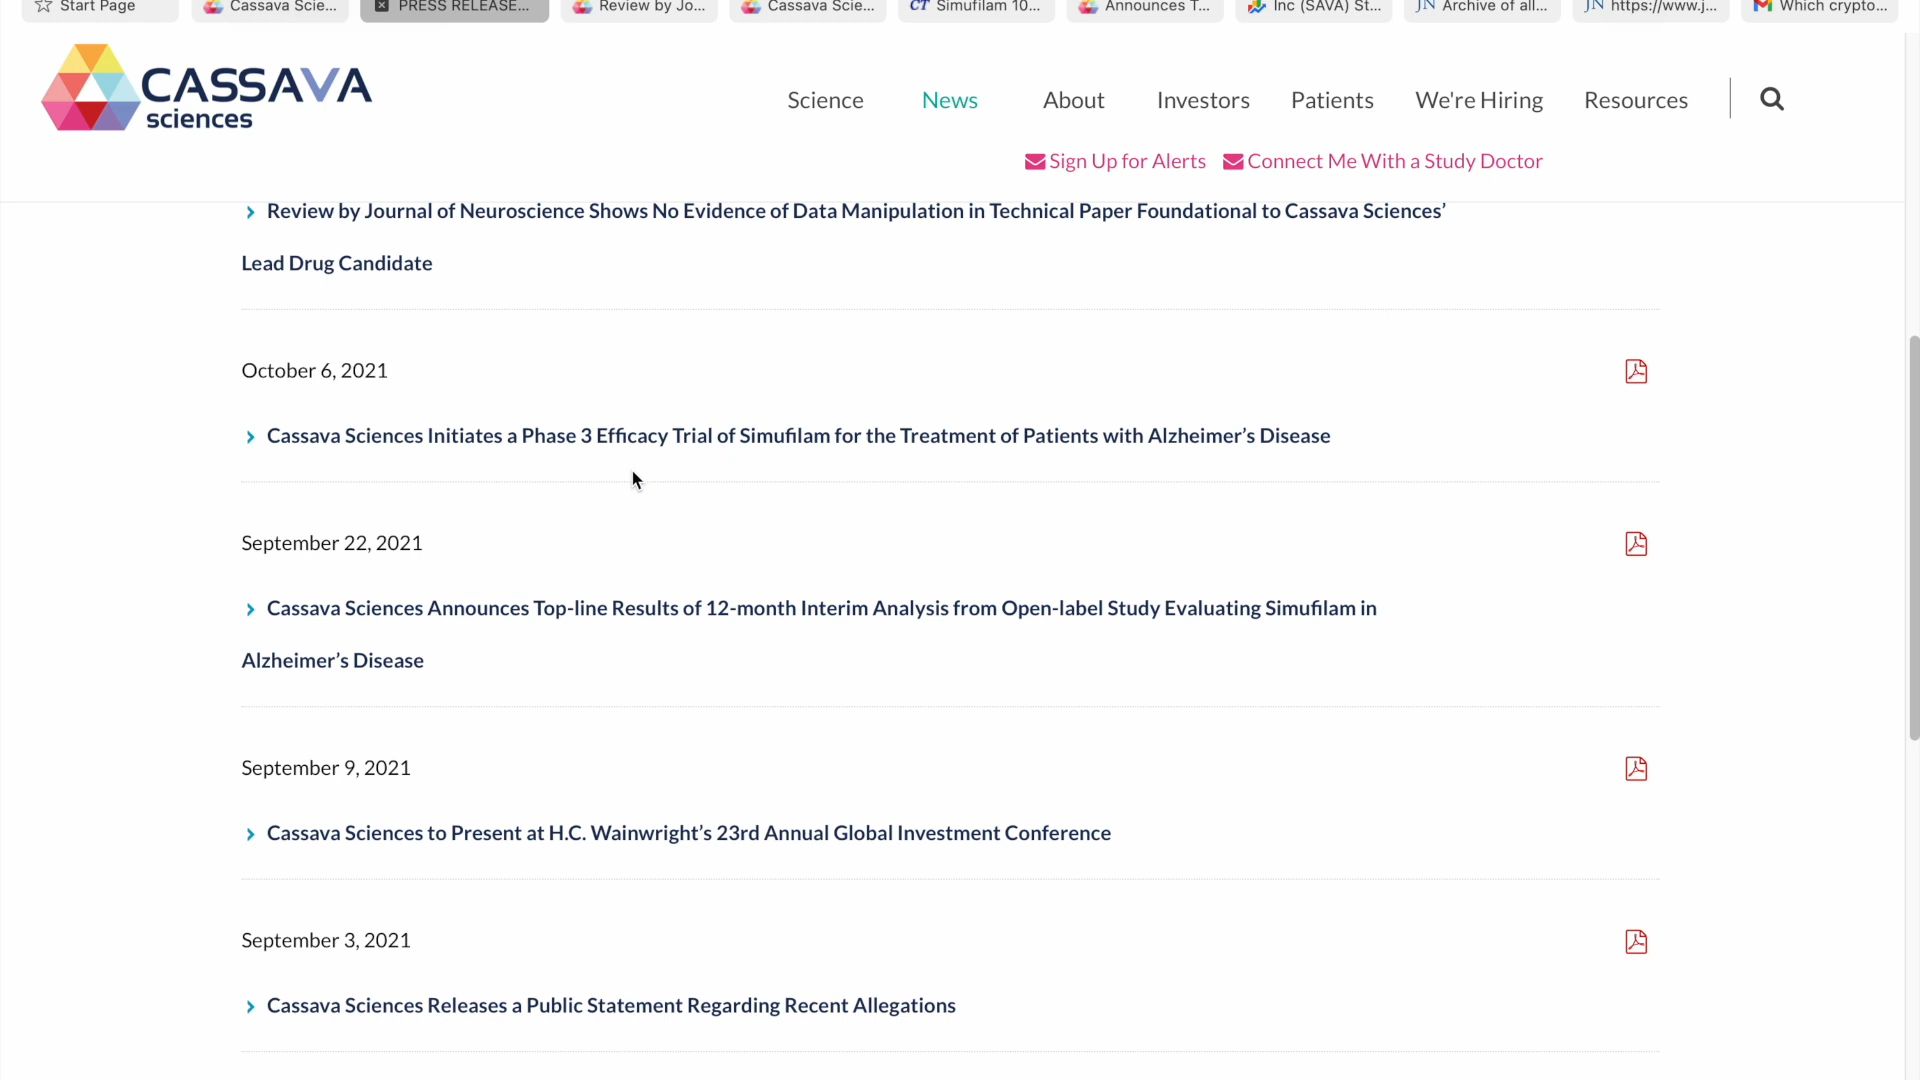 Start Page
Cassava Scie...
PRESS RELEASE...
Review by Jo...
Cassava Scie...
CT Simufilam 10...
Announces T...
Inc (SAVA) St...
JN Archive of all...
JN https://www.j...
Which crypto...
CASSAVA
sciences
Science
News
About
Investors
Patients
We're Hiring
Resources
Sign Up for Alerts
Connect Me With a Study Doctor
Review by Journal of Neuroscience Shows No Evidence of Data Manipulation in Technical Paper Foundational to Cassava Sciences’
Lead Drug Candidate
October 6, 2021
Cassava Sciences Initiates a Phase 3 Efficacy Trial of Simufilam for the Treatment of Patients with Alzheimer’s Disease
September 22, 2021
Cassava Sciences Announces Top-line Results of 12-month Interim Analysis from Open-label Study Evaluating Simufilam in
Alzheimer’s Disease
September 9, 2021
Cassava Sciences to Present at H.C. Wainwright’s 23rd Annual Global Investment Conference
September 3, 2021
Cassava Sciences Releases a Public Statement Regarding Recent Allegations